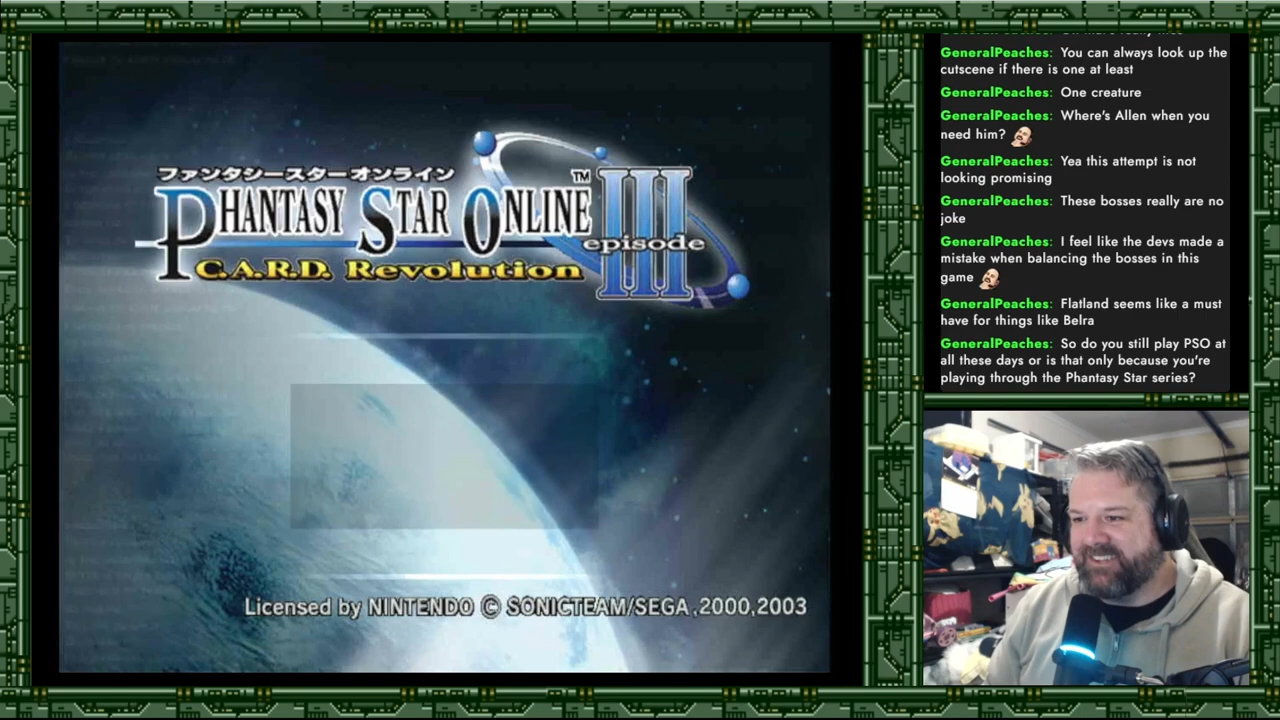 ファンタシースターオンライン
PHANTASY STAR ONLINE ™ III
episode
C.A.R.D. Revolution
Licensed by NINTENDO © SONICTEAM/SEGA,2000,2003
GeneralPeaches: You can always look up the
cutscene if there is one at least
GeneralPeaches: One creature
GeneralPeaches: Where's Allen when you
need him?
GeneralPeaches: Yea this attempt is not
looking promising
GeneralPeaches: These bosses really are no
joke
GeneralPeaches: I feel like the devs made a
mistake when balancing the bosses in this
game
GeneralPeaches: Flatland seems like a must
have for things like Belra
GeneralPeaches: So do you still play PSO at
all these days or is that only because you're
playing through the Phantasy Star series?